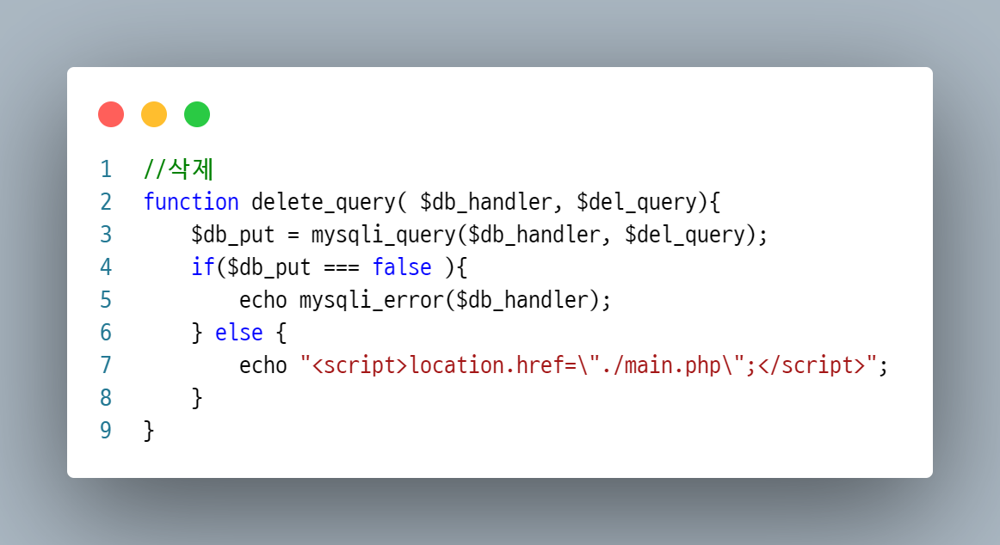 1 //삭제
2 function delete_query( $db_handler, $del_query){
3     $db_put = mysqli_query($db_handler, $del_query);
4     if($db_put === false ){
5         echo mysqli_error($db_handler);
6     } else {
7         echo "<script>location.href=\"./main.php\";</script>";
8     }
9 }